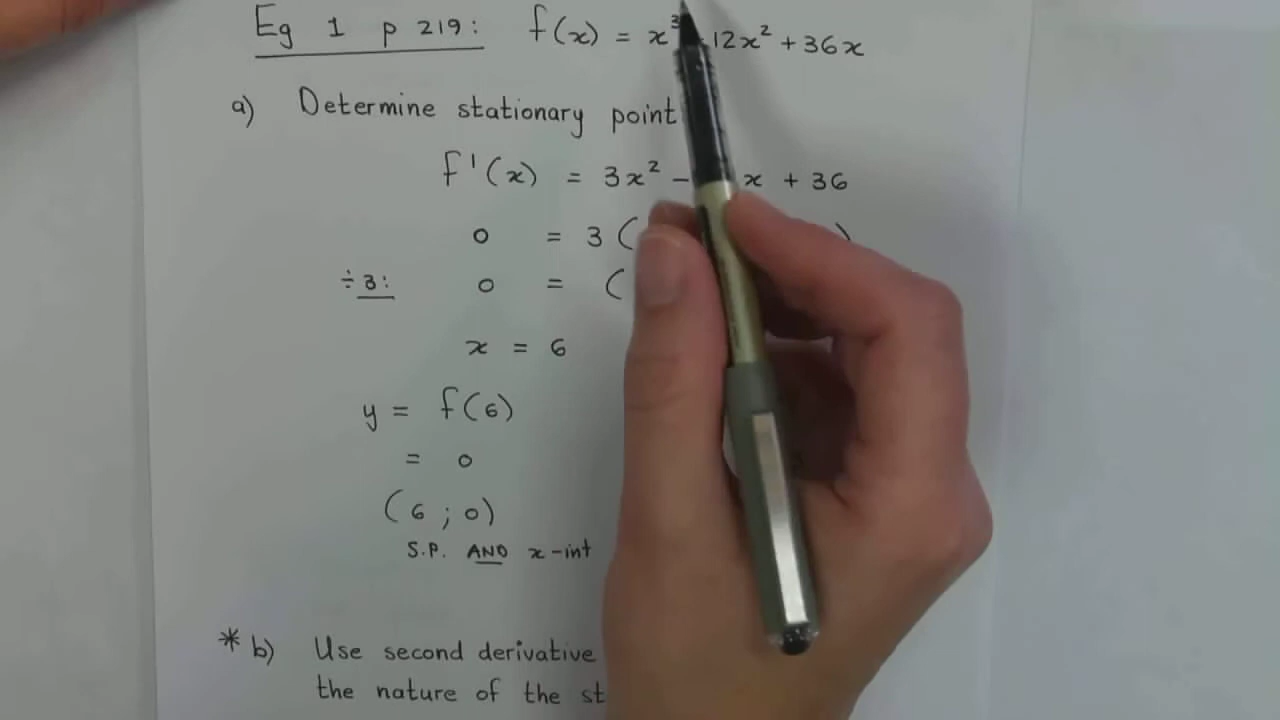 Eg 1 p 219: f(x) = x³ 12x² + 36x
a) Determine stationary point
f'(x) = 3x² − x + 36
0 = 3 ( )
÷3: 0 = (
x = 6
y = f(6)
= 0
(6 ; 0)
S.P. AND x-int
* b) Use second derivative
the nature of the st